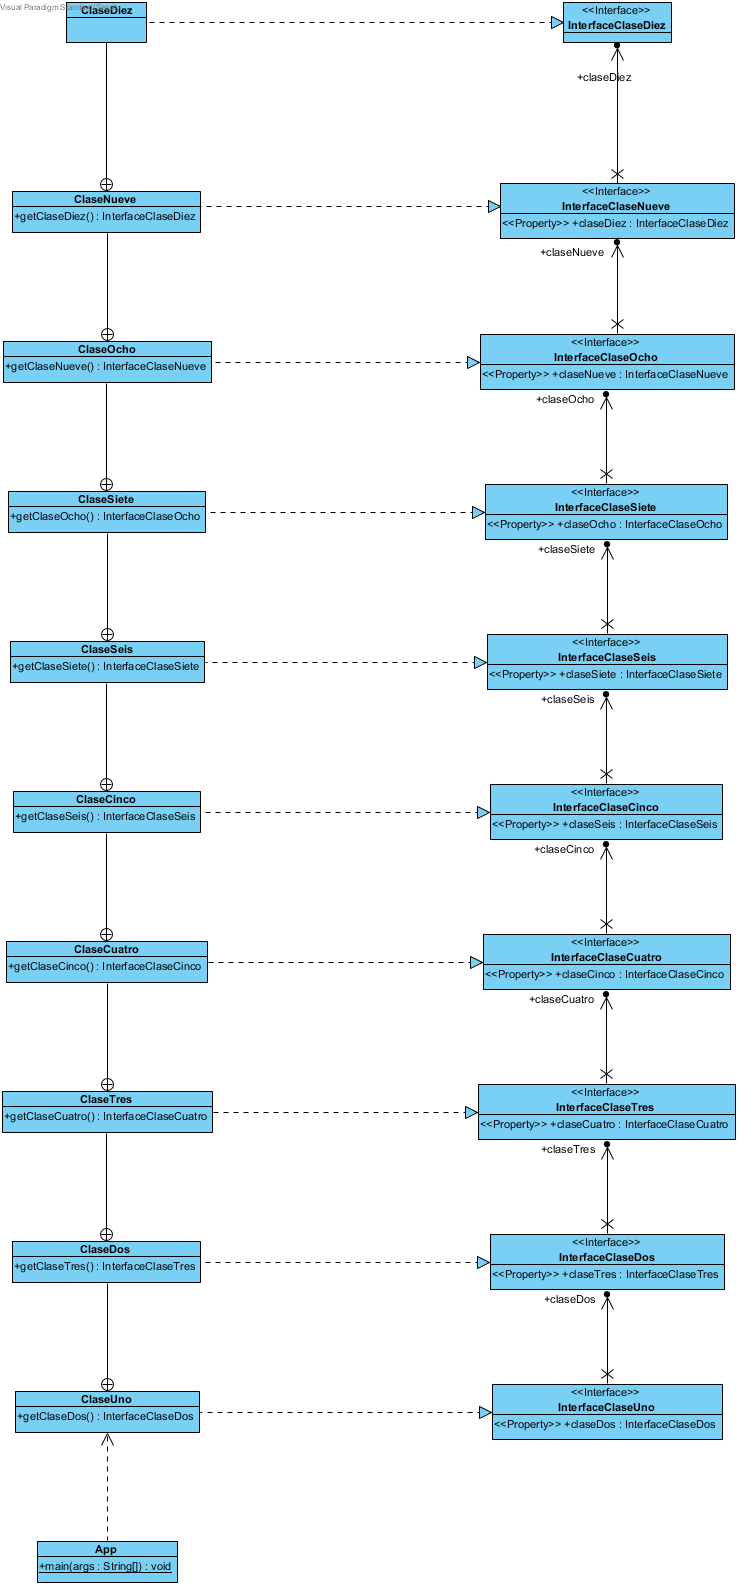 Visual Paradigm Standard
ClaseDiez
<<Interface>>
InterfaceClaseDiez
+claseDiez
ClaseNueve
+getClaseDiez() : InterfaceClaseDiez
<<Interface>>
InterfaceClaseNueve
<<Property>> +claseDiez : InterfaceClaseDiez
+claseNueve
ClaseOcho
+getClaseNueve() : InterfaceClaseNueve
<<Interface>>
InterfaceClaseOcho
<<Property>> +claseNueve : InterfaceClaseNueve
+claseOcho
ClaseSiete
+getClaseOcho() : InterfaceClaseOcho
<<Interface>>
InterfaceClaseSiete
<<Property>> +claseOcho : InterfaceClaseOcho
+claseSiete
ClaseSeis
+getClaseSiete() : InterfaceClaseSiete
<<Interface>>
InterfaceClaseSeis
<<Property>> +claseSiete : InterfaceClaseSiete
+claseSeis
ClaseCinco
+getClaseSeis() : InterfaceClaseSeis
<<Interface>>
InterfaceClaseCinco
<<Property>> +claseSeis : InterfaceClaseSeis
+claseCinco
ClaseCuatro
+getClaseCinco() : InterfaceClaseCinco
<<Interface>>
InterfaceClaseCuatro
<<Property>> +claseCinco : InterfaceClaseCinco
+claseCuatro
ClaseTres
+getClaseCuatro() : InterfaceClaseCuatro
<<Interface>>
InterfaceClaseTres
<<Property>> +claseCuatro : InterfaceClaseCuatro
+claseTres
ClaseDos
+getClaseTres() : InterfaceClaseTres
<<Interface>>
InterfaceClaseDos
<<Property>> +claseTres : InterfaceClaseTres
+claseDos
ClaseUno
+getClaseDos() : InterfaceClaseDos
<<Interface>>
InterfaceClaseUno
<<Property>> +claseDos : InterfaceClaseDos
App
+main(args : String[]) : void